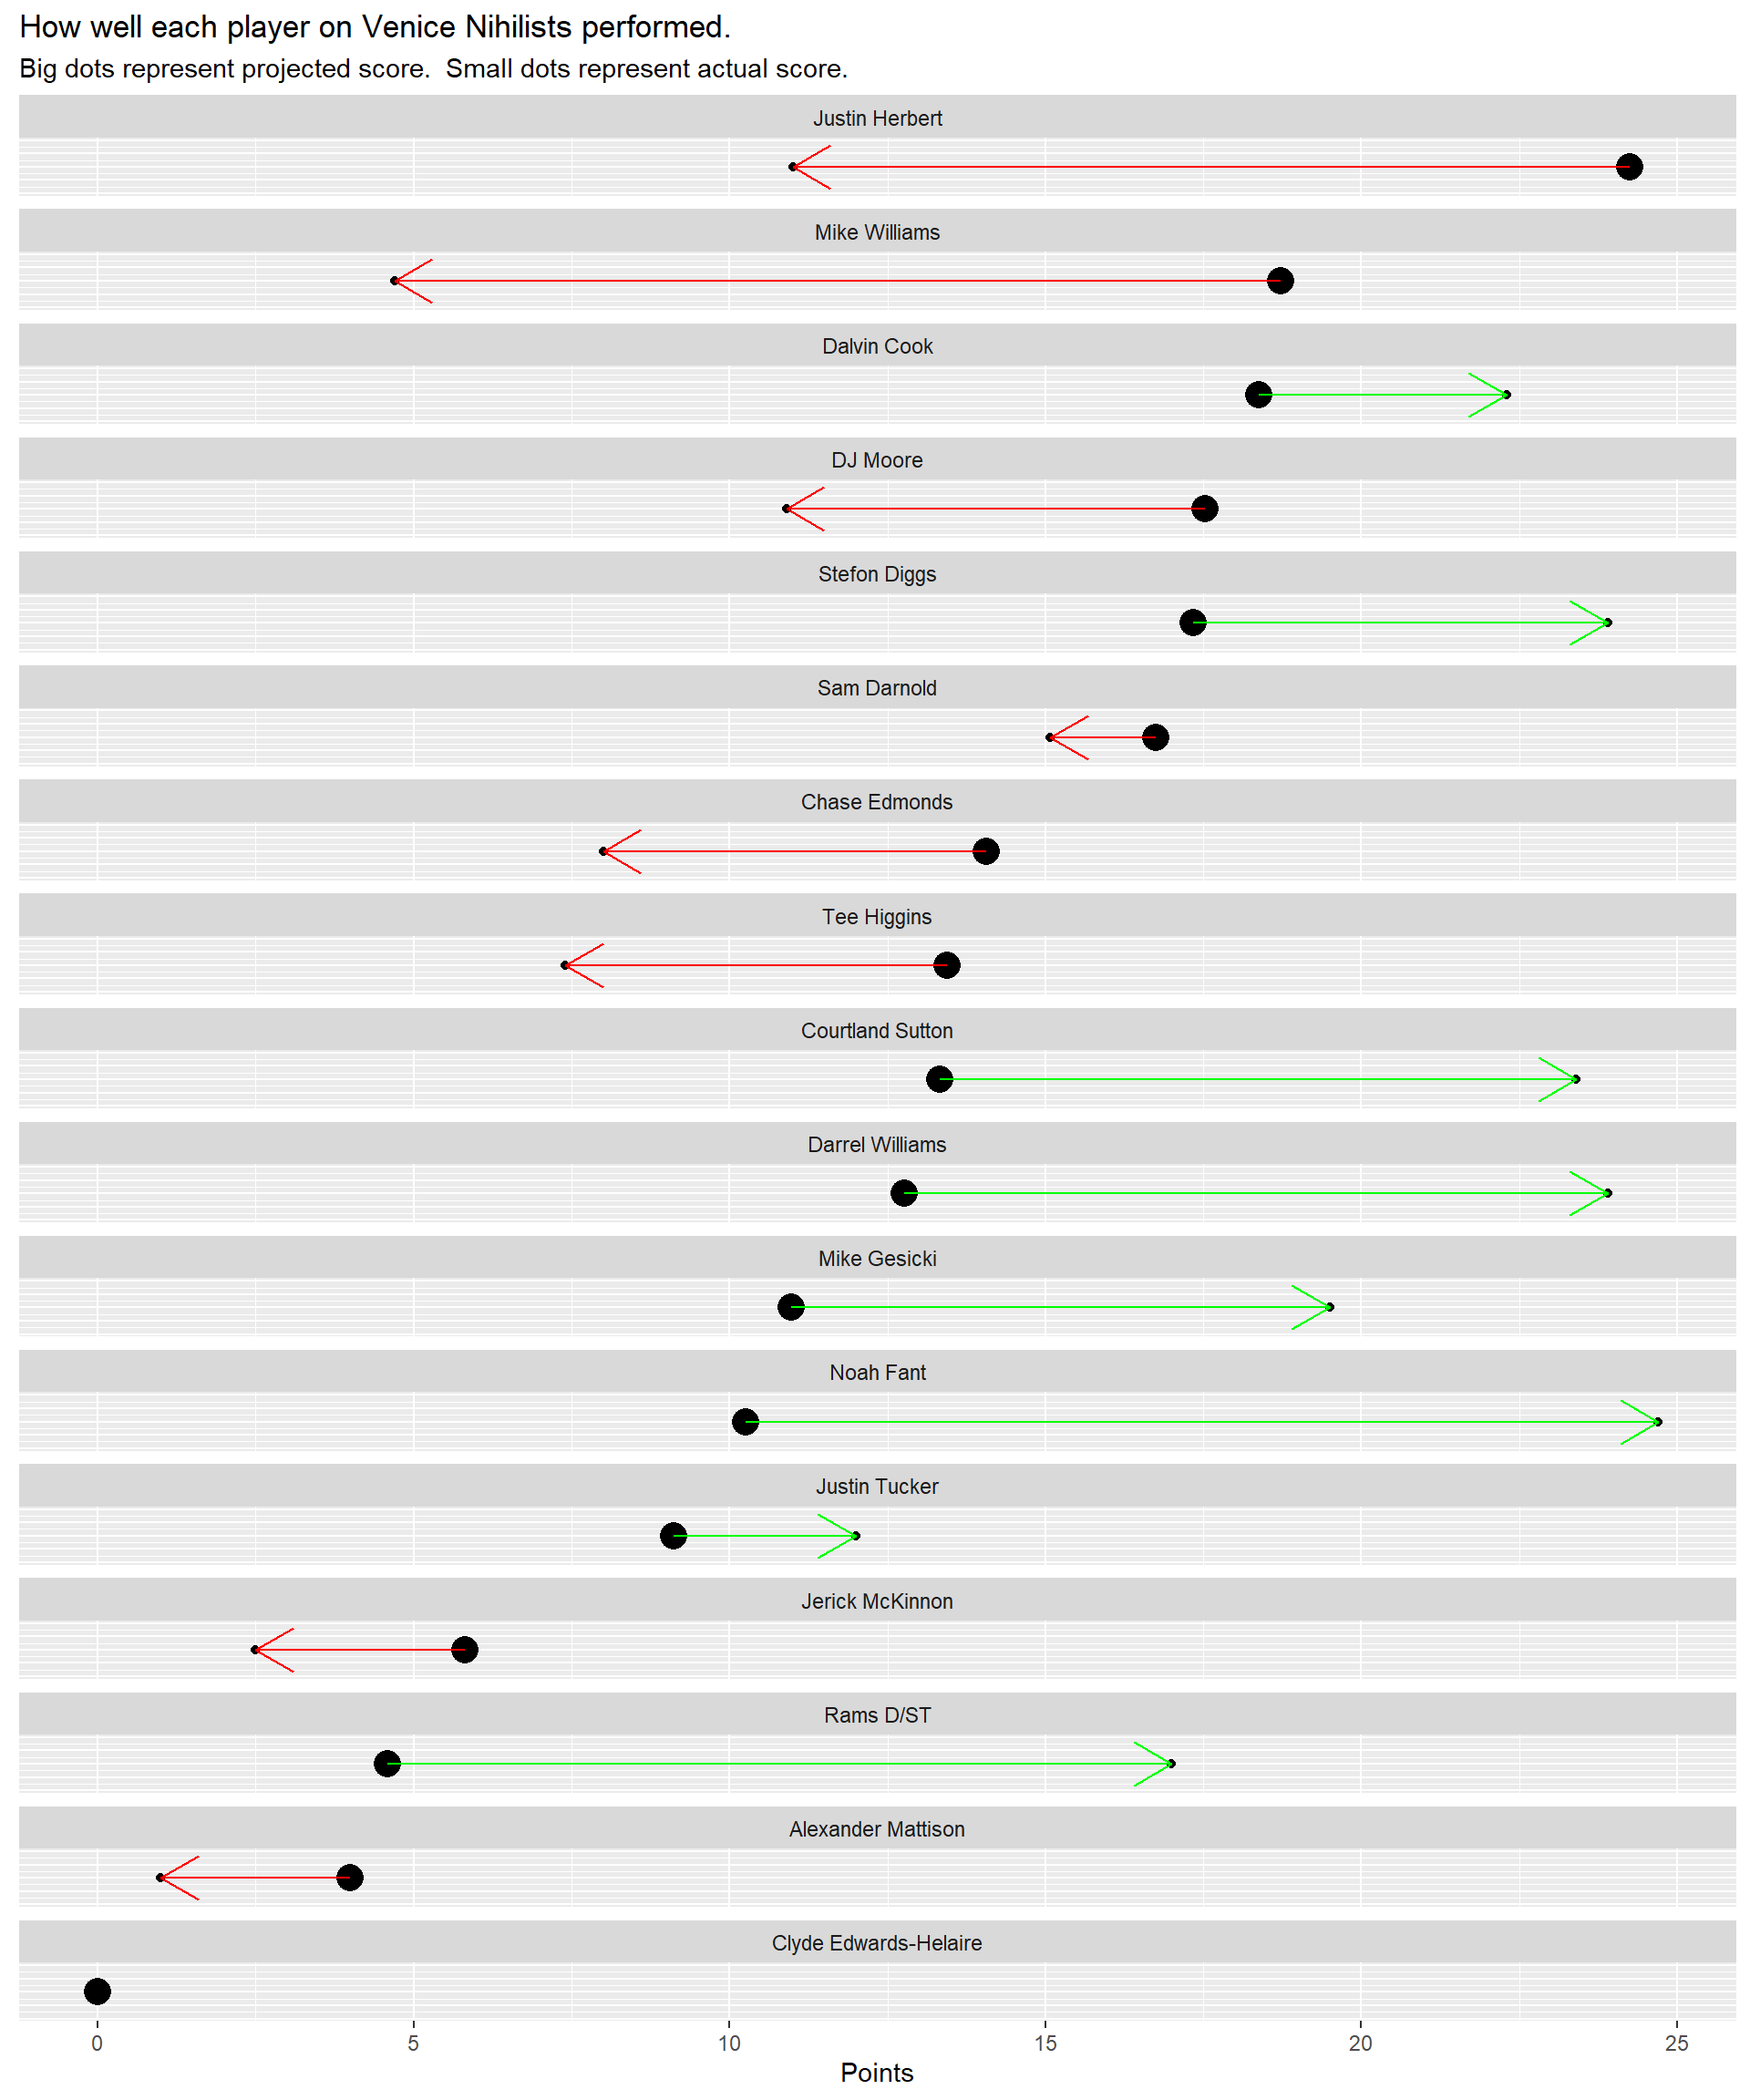 How well each player on Venice Nihilists performed.
Big dots represent projected score.  Small dots represent actual score.
Justin Herbert
Mike Williams
Dalvin Cook
DJ Moore
Stefon Diggs
Sam Darnold
Chase Edmonds
Tee Higgins
Courtland Sutton
Darrel Williams
Mike Gesicki
Noah Fant
Justin Tucker
Jerick McKinnon
Rams D/ST
Alexander Mattison
Clyde Edwards-Helaire
0 5 10 15 20 25
Points